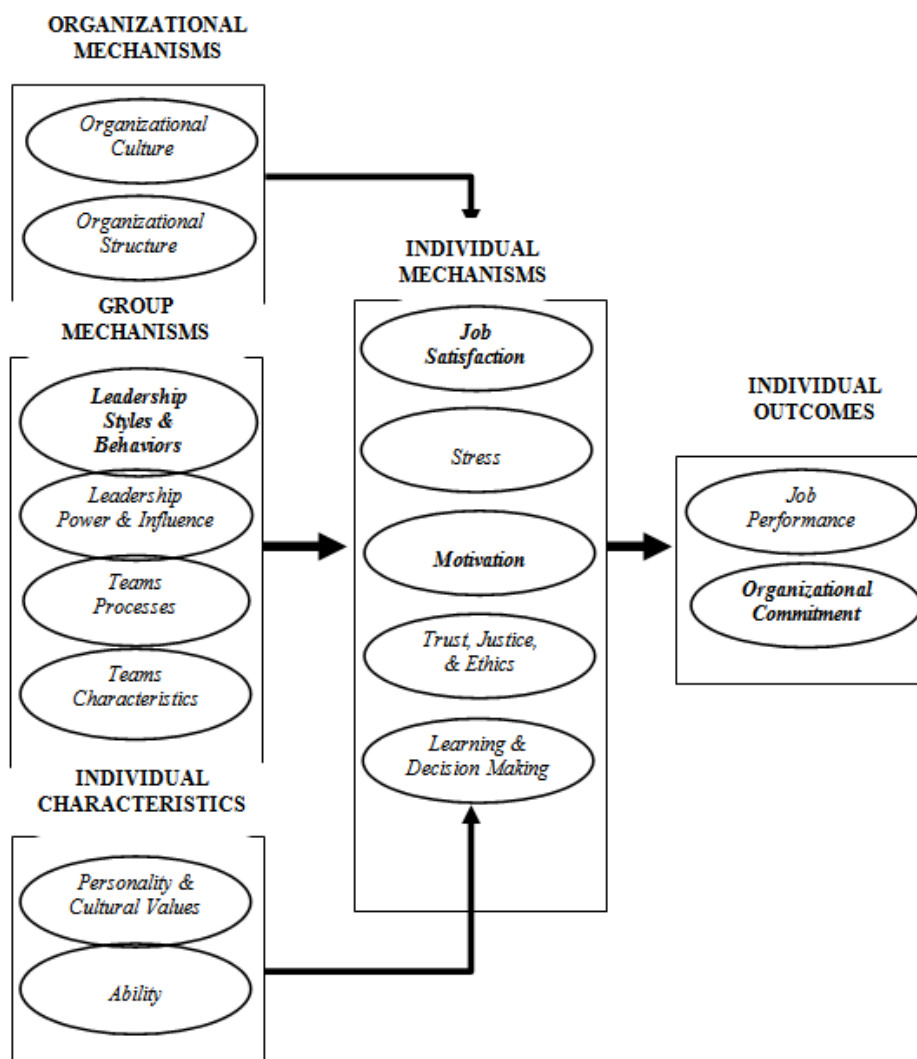 ORGANIZATIONAL
MECHANISMS
Organizational
Culture
Organizational
Structure
GROUP
MECHANISMS
Leadership
Styles &
Behaviors
Leadership
Power & Influence
Teams
Processes
Teams
Characteristics
INDIVIDUAL
CHARACTERISTICS
Personality &
Cultural Values
Ability
INDIVIDUAL
MECHANISMS
Job
Satisfaction
Stress
Motivation
Trust, Justice,
& Ethics
Learning &
Decision Making
INDIVIDUAL
OUTCOMES
Job
Performance
Organizational
Commitment